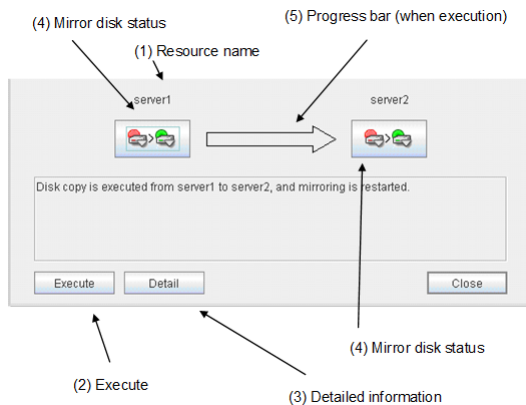 (4) Mirror disk status
(5) Progress bar (when execution)
(1) Resource name
server1
server2
Disk copy is executed from server1 to server2, and mirroring is restarted.
Execute
Detail
Close
(4) Mirror disk status
(2) Execute
(3) Detailed information